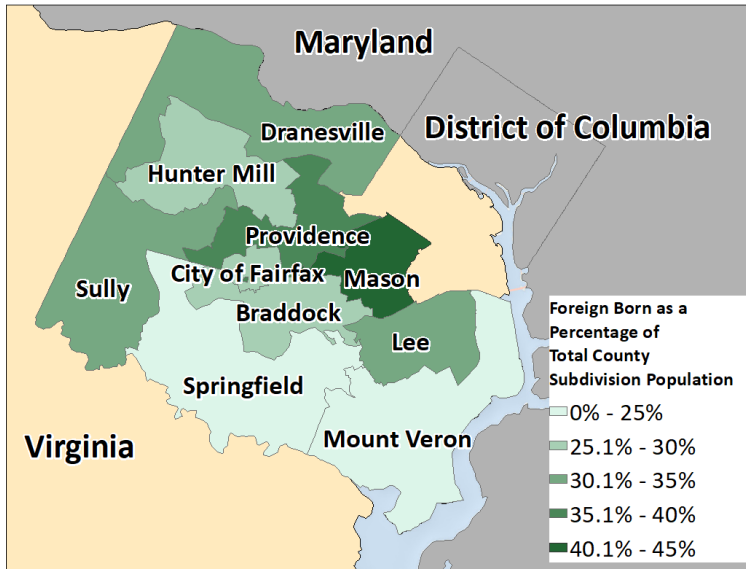 Maryland
District of Columbia
Dranesville
Hunter Mill
Providence
City of Fairfax
Mason
Sully
Braddock
Lee
Springfield
Mount Veron
Virginia
Foreign Born as a
Percentage of
Total County
Subdivision Population
0% - 25%
25.1% - 30%
30.1% - 35%
35.1% - 40%
40.1% - 45%